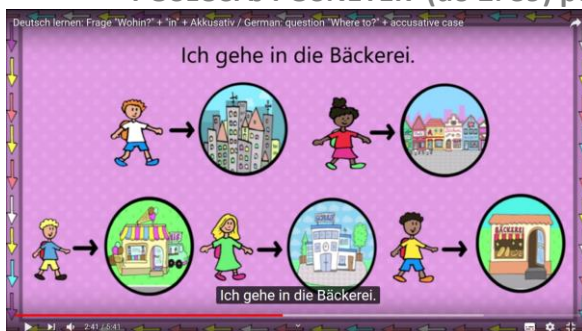 Deutsch lernen: Frage "Wohin?" + "in" + Akkusativ / German: question "Where to?" + accusative case
Ich gehe in die Bäckerei.
BÄCKEREI
Ich gehe in die Bäckerei.
2:41 / 5:41